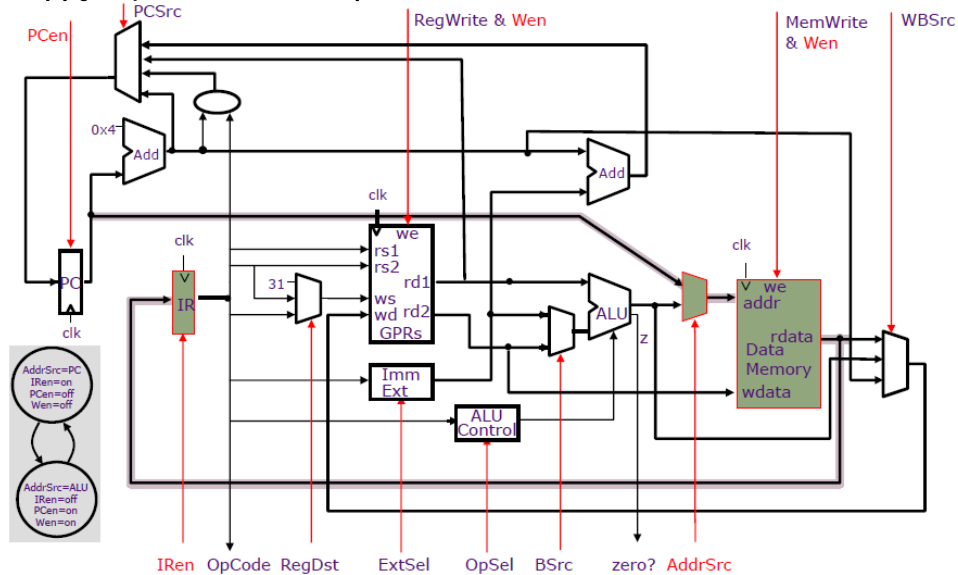 PCSrc
PCen
RegWrite & Wen
MemWrite
& Wen
WBSrc
0x4
Add
Add
clk
we
rs1
rs2
rd1
ws
wd
rd2
GPRs
clk
IR
31
PC
clk
ALU
z
clk
we
addr
rdata
Data
Memory
wdata
Imm
Ext
ALU
Control
AddrSrc=PC
IRen=on
PCen=off
Wen=off
AddrSrc=ALU
IRen=off
PCen=on
Wen=on
IRen
OpCode
RegDst
ExtSel
OpSel
BSrc
zero?
AddrSrc